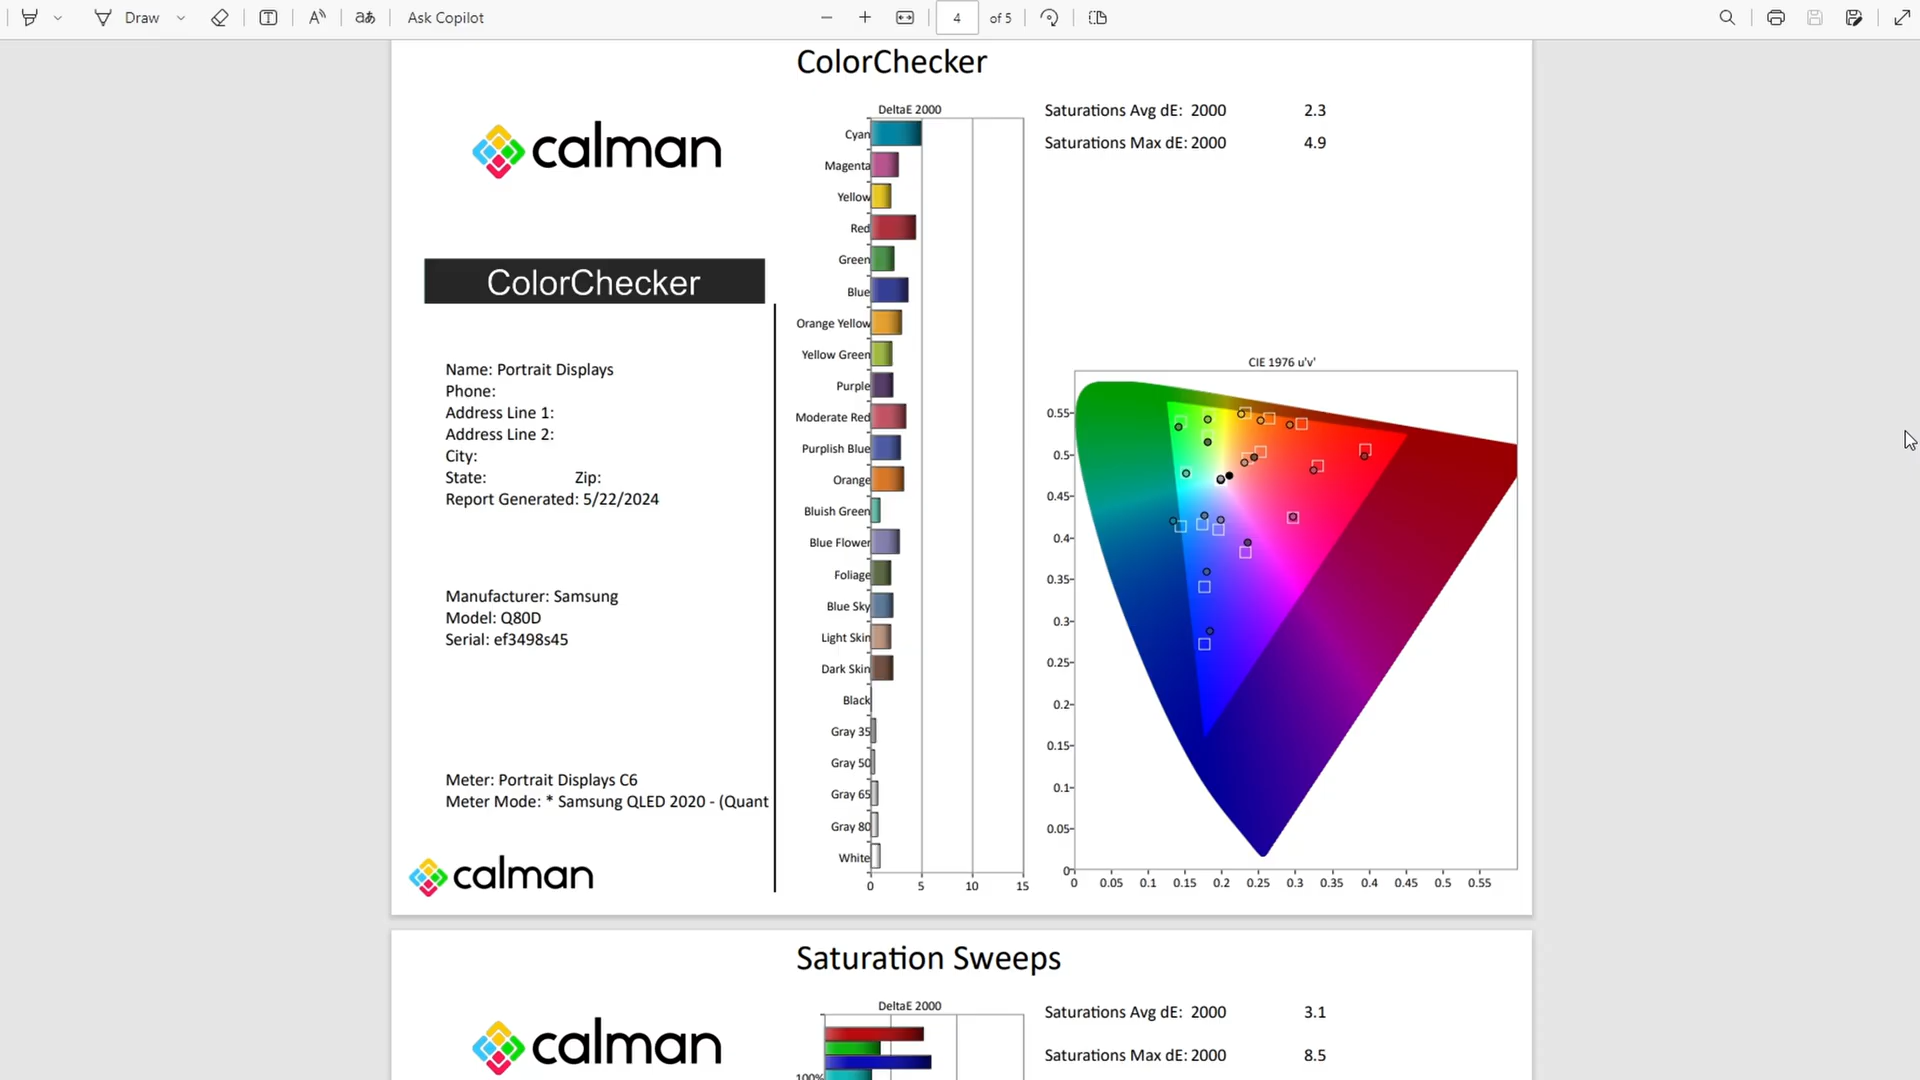 Draw
Ask Copilot
4 of 5
ColorChecker
calman
ColorChecker
Name: Portrait Displays
Phone:
Address Line 1:
Address Line 2:
City:
State: Zip:
Report Generated: 5/22/2024
Manufacturer: Samsung
Model: Q80D
Serial: ef3498s45
Meter: Portrait Displays C6
Meter Mode: * Samsung QLED 2020 - (Quant
calman
DeltaE 2000
Cyan
Magenta
Yellow
Red
Green
Blue
Orange Yellow
Yellow Green
Purple
Moderate Red
Purplish Blue
Orange
Bluish Green
Blue Flower
Foliage
Blue Sky
Light Skin
Dark Skin
Black
Gray 35
Gray 50
Gray 65
Gray 80
White
0 5 10 15
Saturations Avg dE: 2000 2.3
Saturations Max dE: 2000 4.9
CIE 1976 u'v'
0.55
0.5
0.45
0.4
0.35
0.3
0.25
0.2
0.15
0.1
0.05
0
0 0.05 0.1 0.15 0.2 0.25 0.3 0.35 0.4 0.45 0.5 0.55
Saturation Sweeps
calman
DeltaE 2000
100%
Saturations Avg dE: 2000 3.1
Saturations Max dE: 2000 8.5